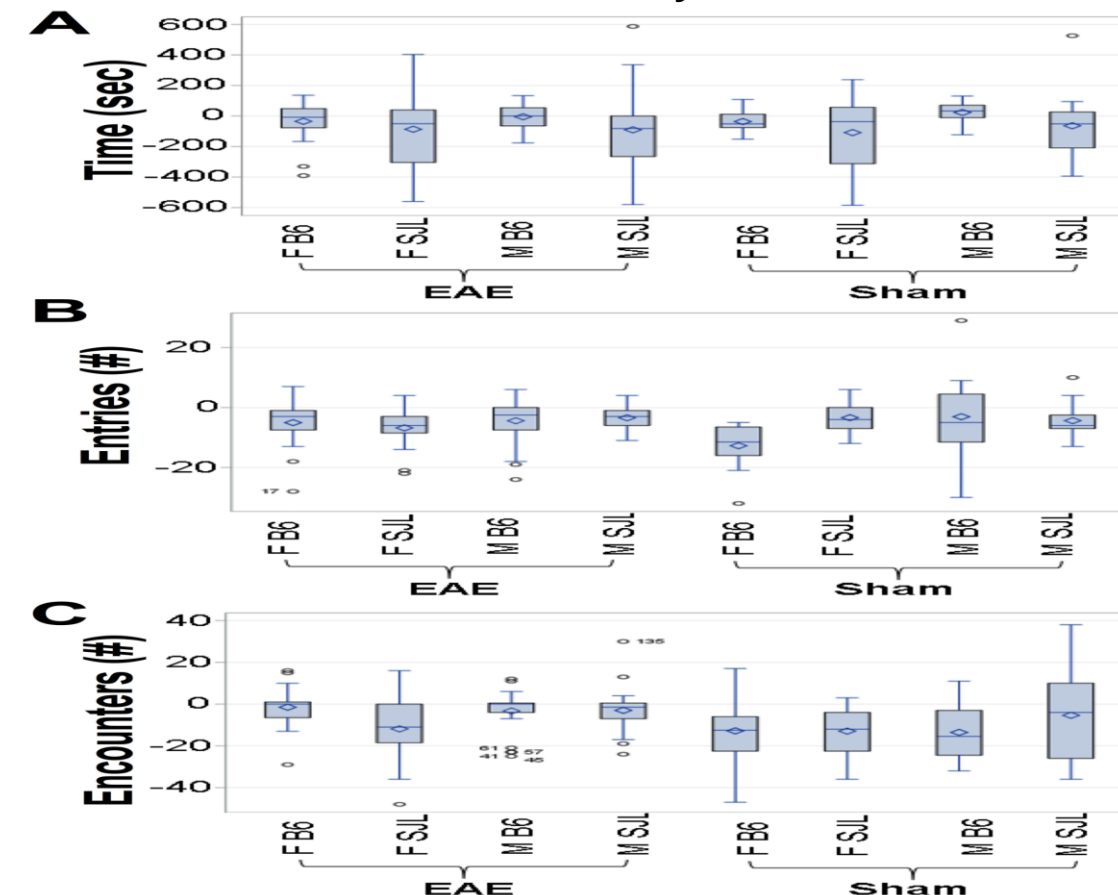 A
Time (sec)
600
400
200
0
-200
-400
-600
F B6 F SJL M B6 M SJL F B6 F SJL M B6 M SJL
EAE Sham
B
Entries (#)
20
0
-20
17
F B6 F SJL M B6 M SJL F B6 F SJL M B6 M SJL
EAE Sham
C
Encounters (#)
40
20
0
-20
-40
135
61 57
41 45
F B6 F SJL M B6 M SJL F B6 F SJL M B6 M SJL
EAE Sham